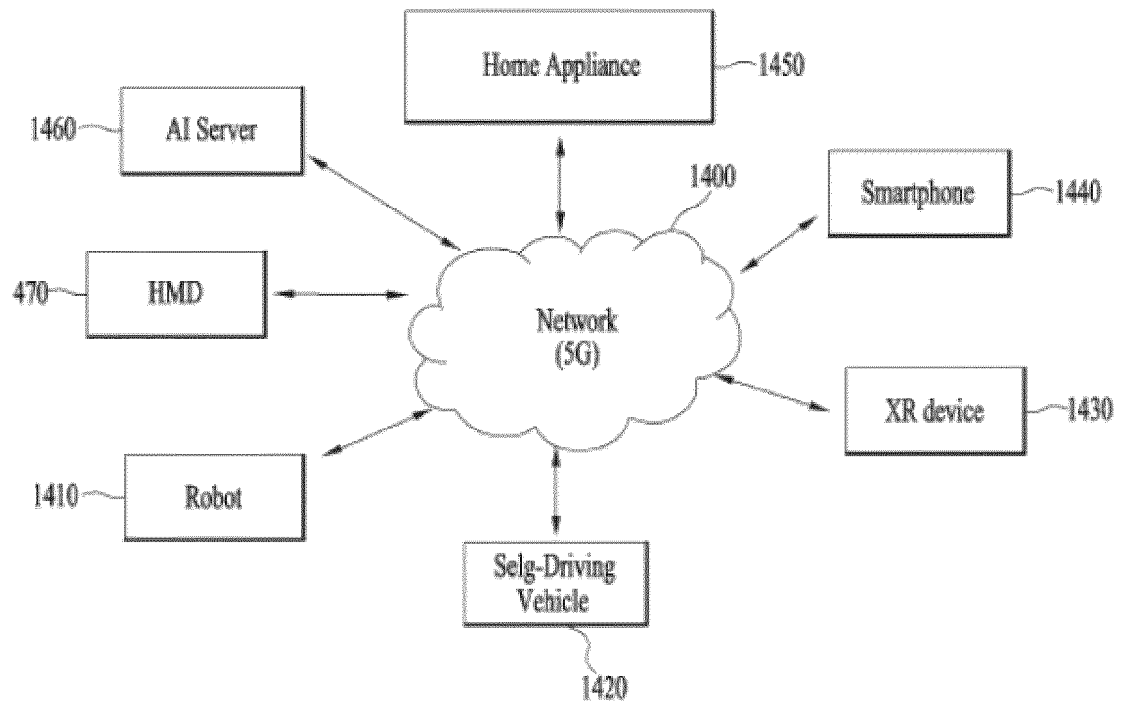 Home Appliance
1450
1460
AI Server
1400
Smartphone
1440
470
HMD
Network
(5G)
XR device
1430
1410
Robot
Selg-Driving
Vehicle
1420